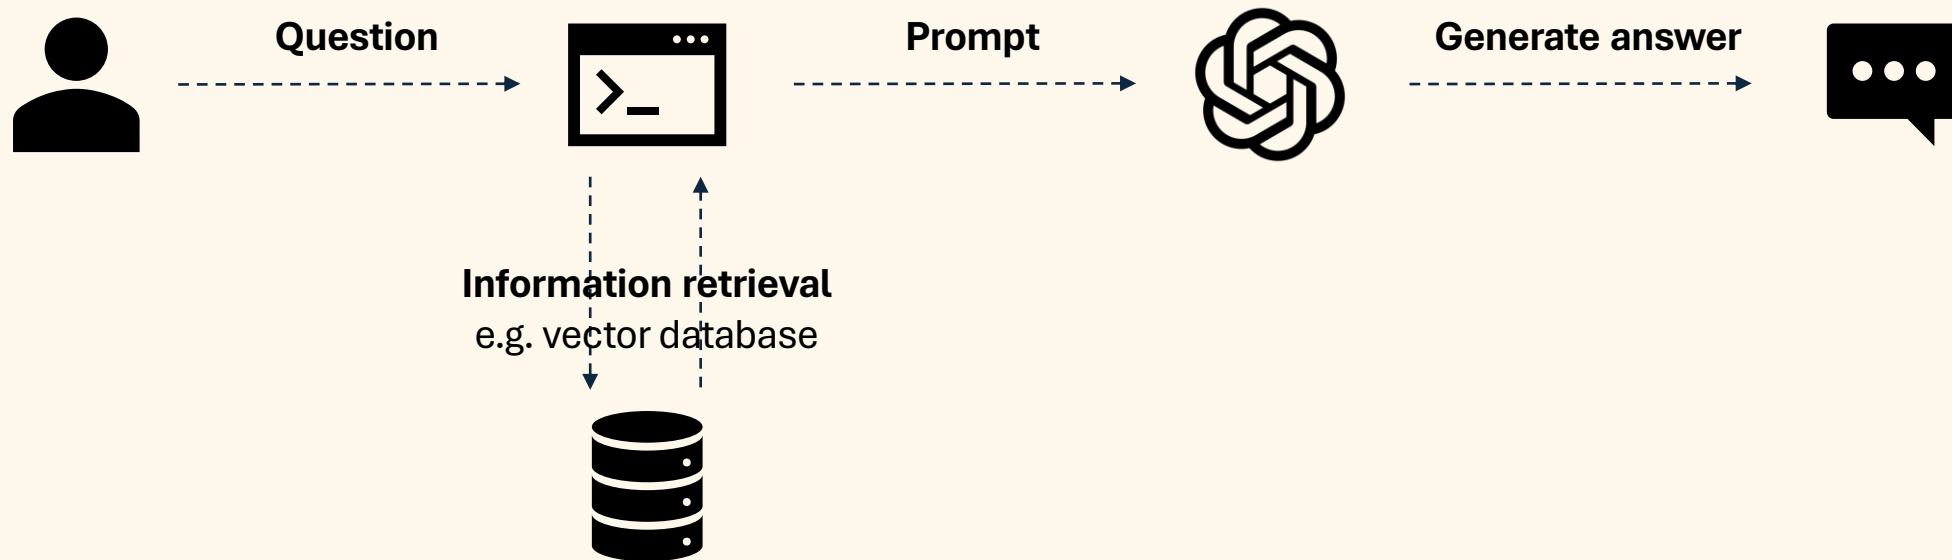 Question
Prompt
Generate answer
>_
Information retrieval
e.g. vector database